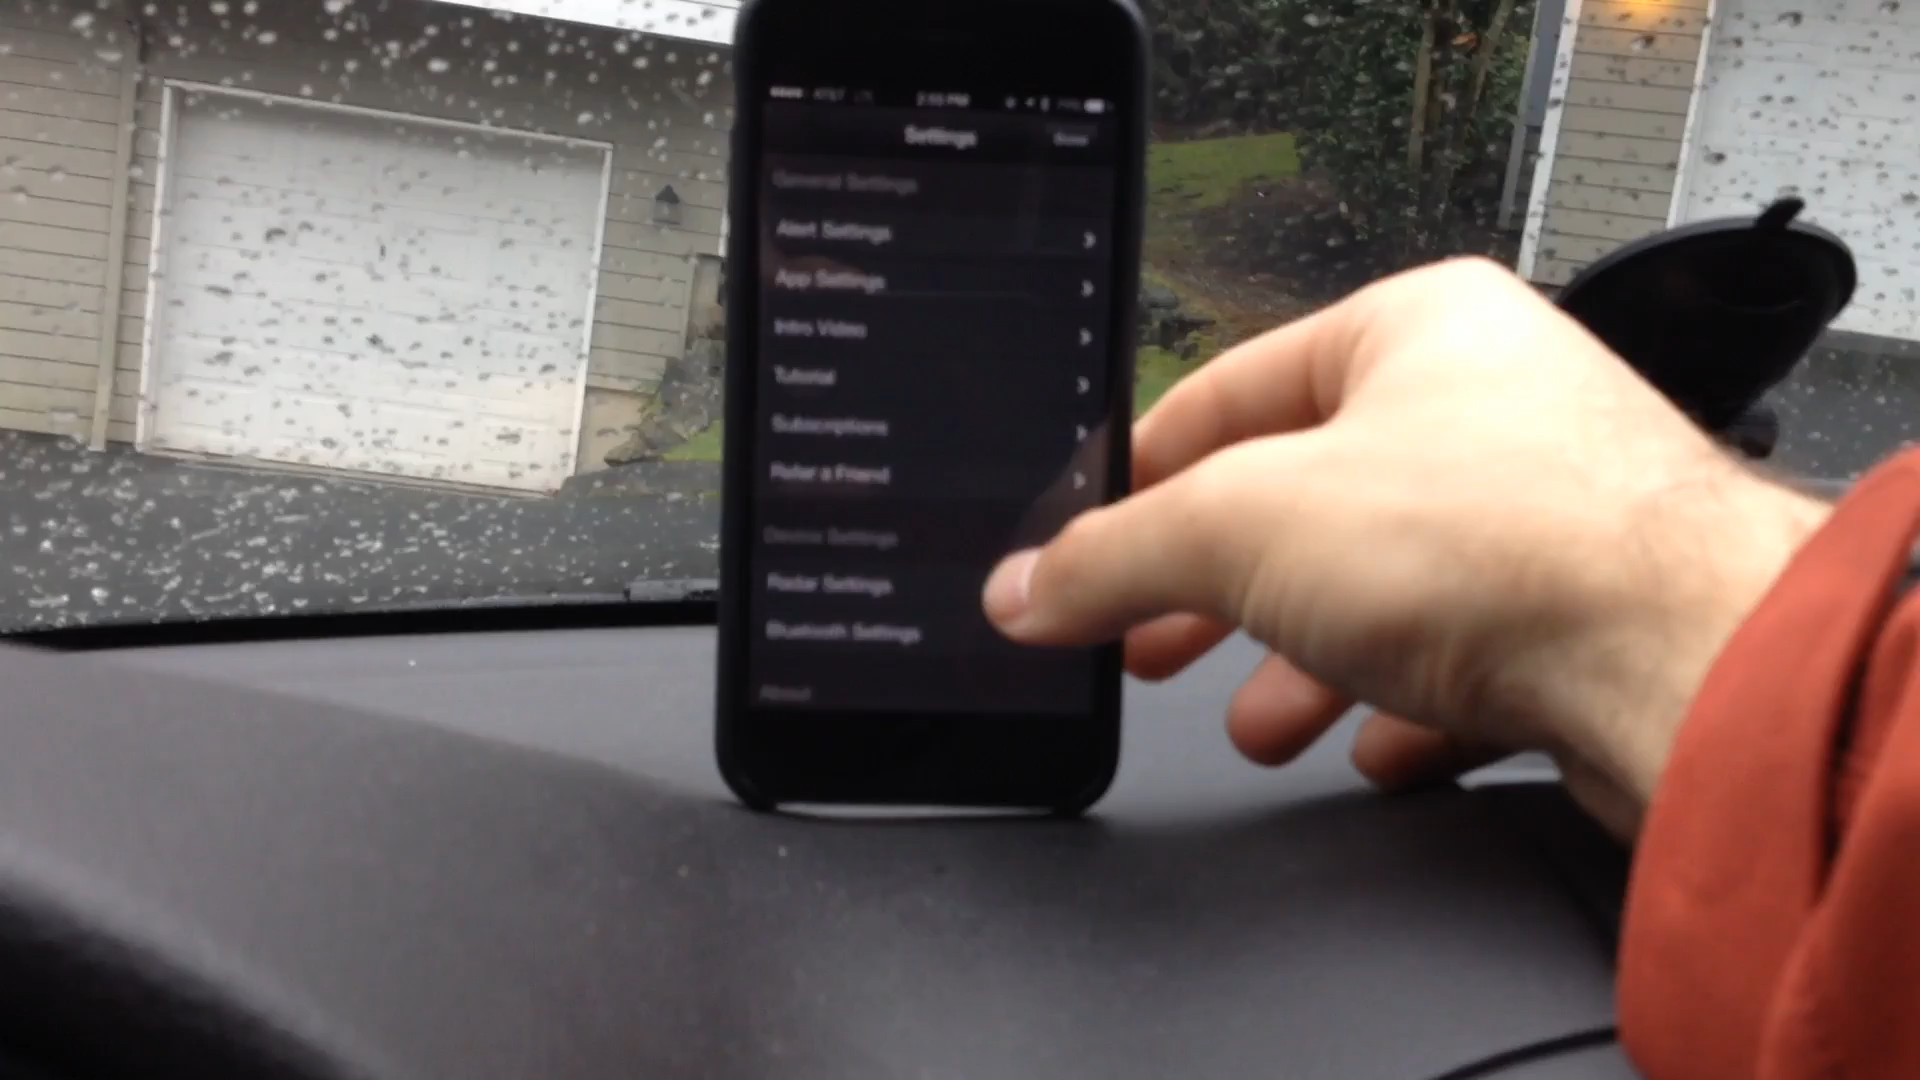 AT&T
Settings
General Settings
Alert Settings
App Settings
Intro Video
Tutorial
Subscriptions
Refer a Friend
Device Settings
Radar Settings
Bluetooth Settings
About